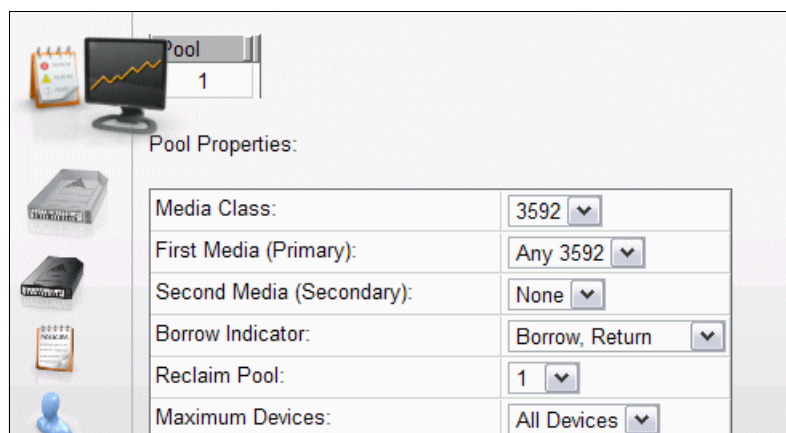 Pool
1
Pool Properties:
Media Class: 3592
First Media (Primary): Any 3592
Second Media (Secondary): None
Borrow Indicator: Borrow, Return
Reclaim Pool: 1
Maximum Devices: All Devices